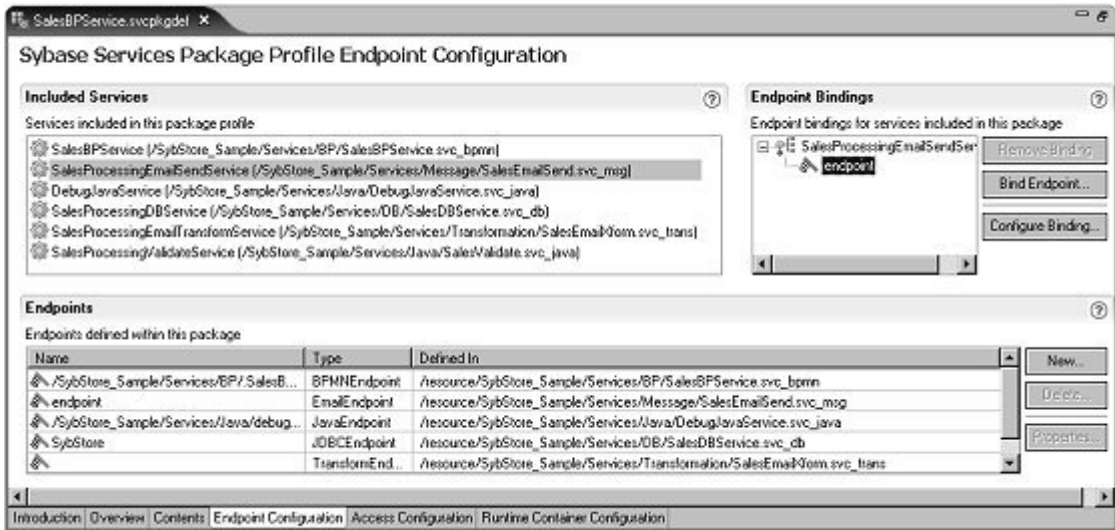 SalesBPService.svcpkgdef
Sybase Services Package Profile Endpoint Configuration
Included Services
Services included in this package profile
SalesBPService (/SybStore_Sample/Services/BP/SalesBPService.svc_bpmn)
SalesProcessingEmailSendService (/SybStore_Sample/Services/Message/SalesEmailSend.svc_msg)
DebugJavaService (/SybStore_Sample/Services/Java/DebugJavaService.svc_java)
SalesProcessingDBService (/SybStore_Sample/Services/DB/SalesDBService.svc_db)
SalesProcessingEmailTransformService (/SybStore_Sample/Services/Transformation/SalesEmailXform.svc_trans)
SalesProcessingValidateService (/SybStore_Sample/Services/Java/SalesValidate.svc_java)
Endpoint Bindings
Endpoint bindings for services included in this package
SalesProcessingEmailSendSer
endpoint
Remove Binding
Bind Endpoint...
Configure Binding...
Endpoints
Endpoints defined within this package
Name Type Defined In
/SybStore_Sample/Services/BP/.SalesB... BPMNEndpoint /resource/SybStore_Sample/Services/BP/SalesBPService.svc_bpmn
endpoint EmailEndpoint /resource/SybStore_Sample/Services/Message/SalesEmailSend.svc_msg
/SybStore_Sample/Services/Java/debug... JavaEndpoint /resource/SybStore_Sample/Services/Java/DebugJavaService.svc_java
SybStore JDBCEndpoint /resource/SybStore_Sample/Services/DB/SalesDBService.svc_db
TransformEnd... /resource/SybStore_Sample/Services/Transformation/SalesEmailXform.svc_trans
New...
Delete...
Properties...
Introduction Overview Contents Endpoint Configuration Access Configuration Runtime Container Configuration